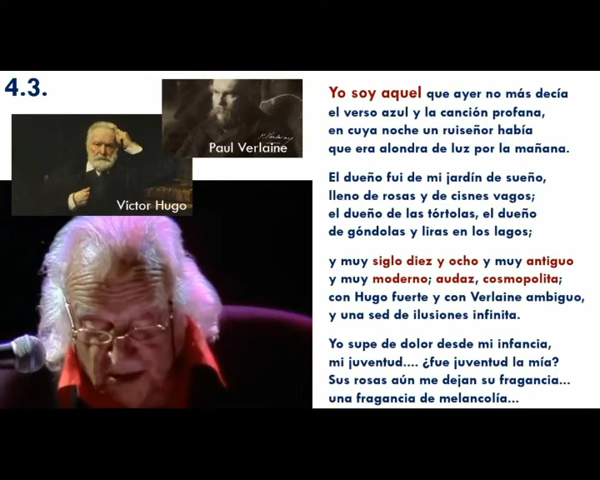 4.3.
Paul Verlaine
Víctor Hugo
Yo soy aquel que ayer no más decía
el verso azul y la canción profana,
en cuya noche un ruiseñor había
que era alondra de luz por la mañana.
El dueño fui de mi jardín de sueño,
lleno de rosas y de cisnes vagos;
el dueño de las tórtolas, el dueño
de góndolas y liras en los lagos;
y muy siglo diez y ocho y muy antiguo
y muy moderno; audaz, cosmopolita;
con Hugo fuerte y con Verlaine ambiguo,
y una sed de ilusiones infinita.
Yo supe de dolor desde mi infancia,
mi juventud.... ¿fue juventud la mía?
Sus rosas aún me dejan su fragancia...
una fragancia de melancolía...